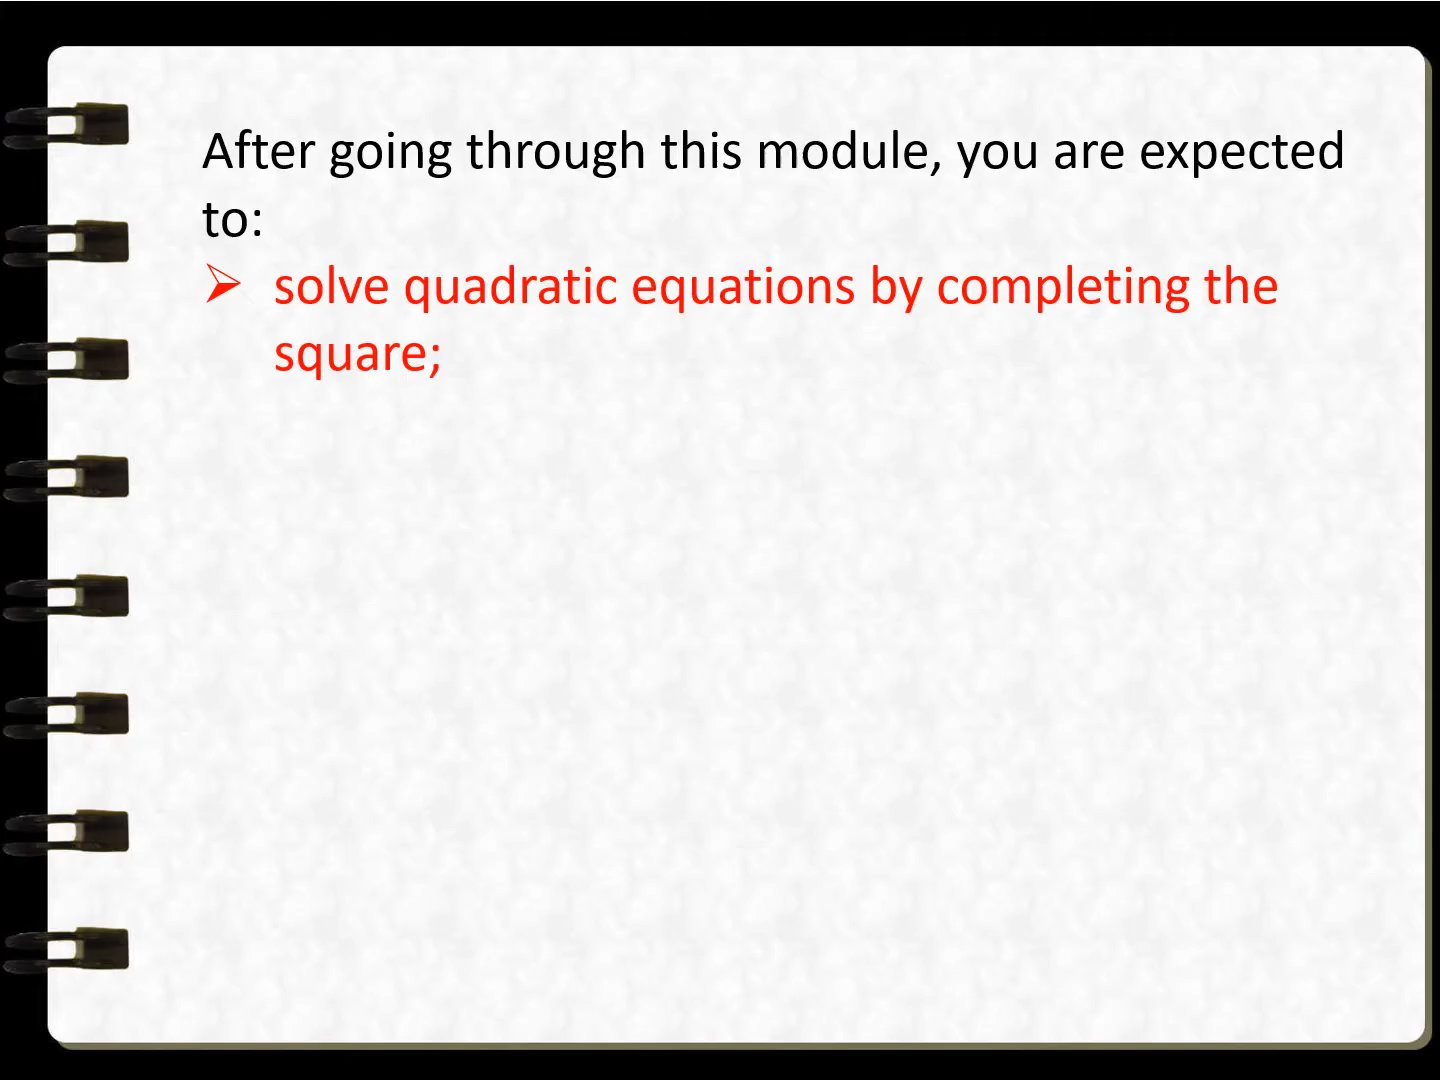 After going through this module, you are expected
to:
➢ solve quadratic equations by completing the
square;